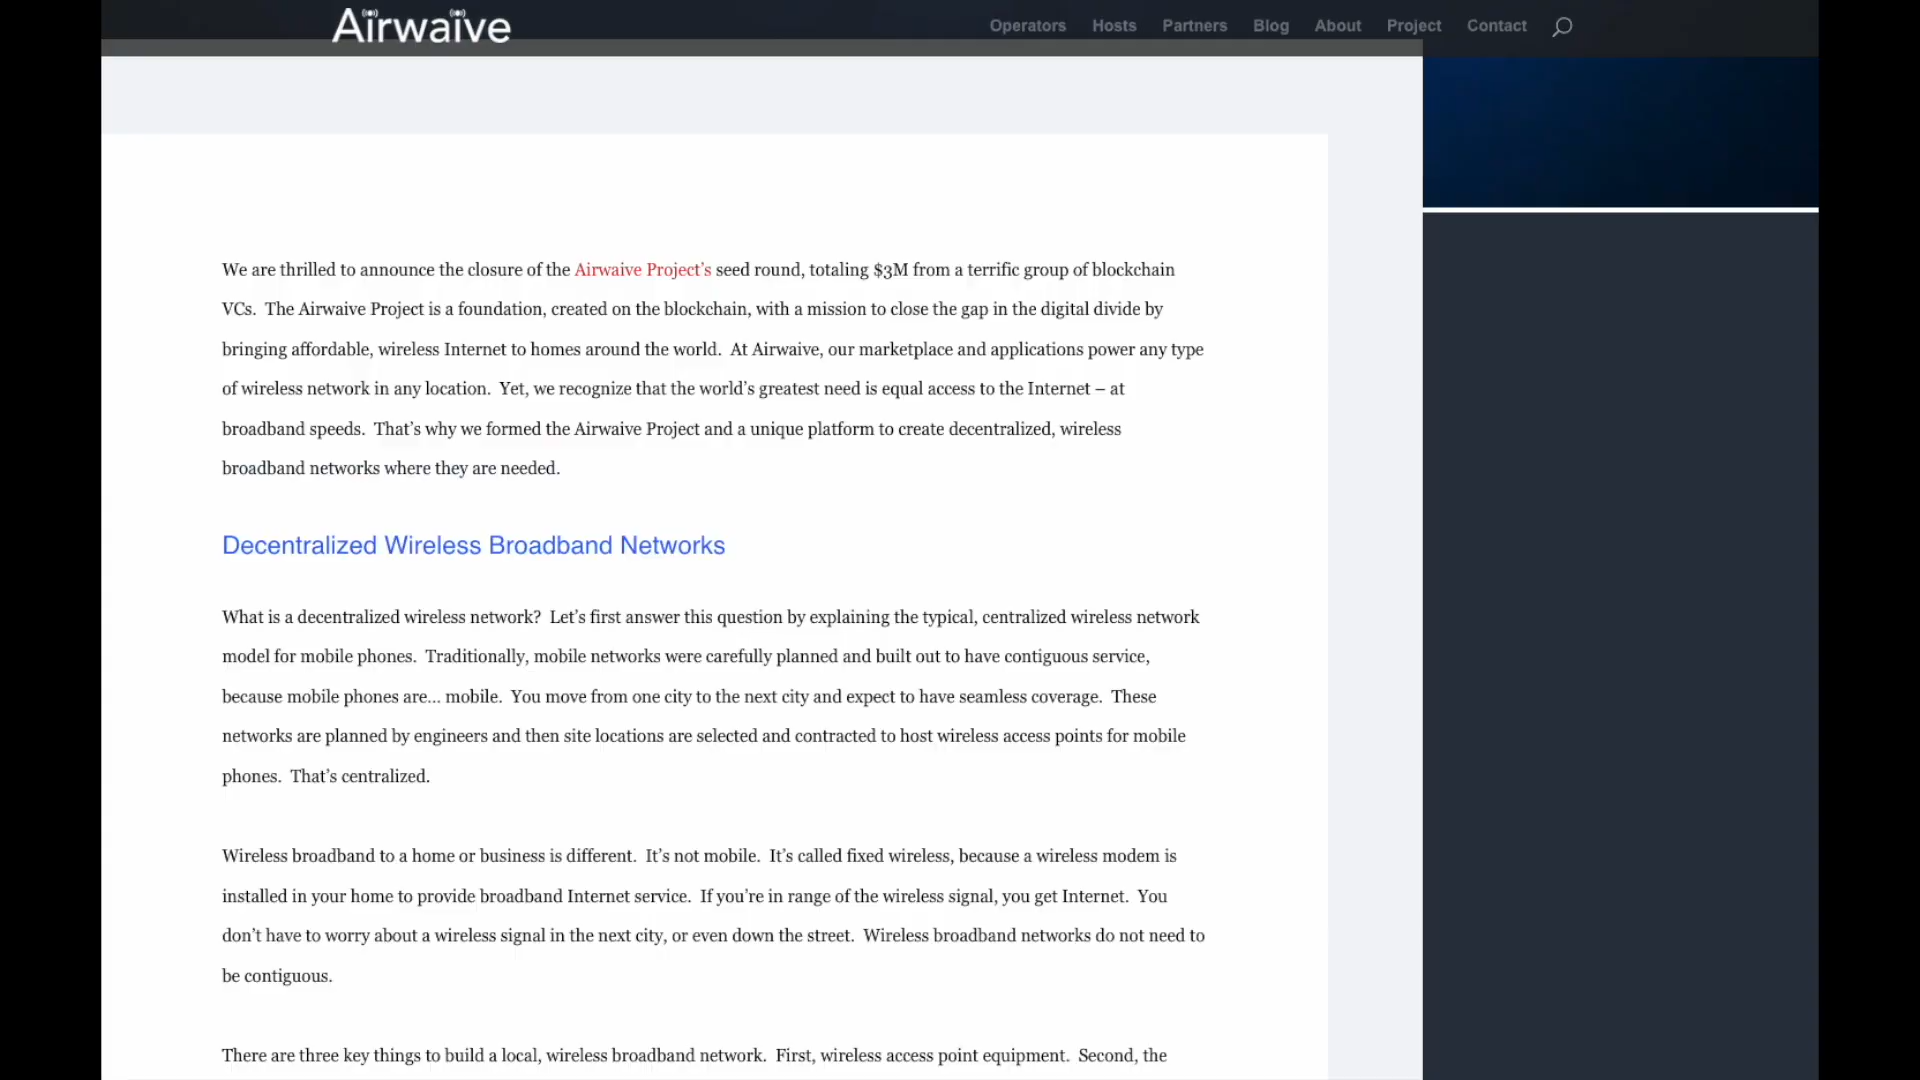 Airwaive
Operators Hosts Partners Blog About Project Contact
We are thrilled to announce the closure of the Airwaive Project’s seed round, totaling $3M from a terrific group of blockchain
VCs.  The Airwaive Project is a foundation, created on the blockchain, with a mission to close the gap in the digital divide by
bringing affordable, wireless Internet to homes around the world.  At Airwaive, our marketplace and applications power any type
of wireless network in any location.  Yet, we recognize that the world’s greatest need is equal access to the Internet – at
broadband speeds.  That’s why we formed the Airwaive Project and a unique platform to create decentralized, wireless
broadband networks where they are needed.
Decentralized Wireless Broadband Networks
What is a decentralized wireless network?  Let’s first answer this question by explaining the typical, centralized wireless network
model for mobile phones.  Traditionally, mobile networks were carefully planned and built out to have contiguous service,
because mobile phones are… mobile.  You move from one city to the next city and expect to have seamless coverage.  These
networks are planned by engineers and then site locations are selected and contracted to host wireless access points for mobile
phones.  That’s centralized.
Wireless broadband to a home or business is different.  It’s not mobile.  It’s called fixed wireless, because a wireless modem is
installed in your home to provide broadband Internet service.  If you’re in range of the wireless signal, you get Internet.  You
don’t have to worry about a wireless signal in the next city, or even down the street.  Wireless broadband networks do not need to
be contiguous.
There are three key things to build a local, wireless broadband network.  First, wireless access point equipment.  Second, the